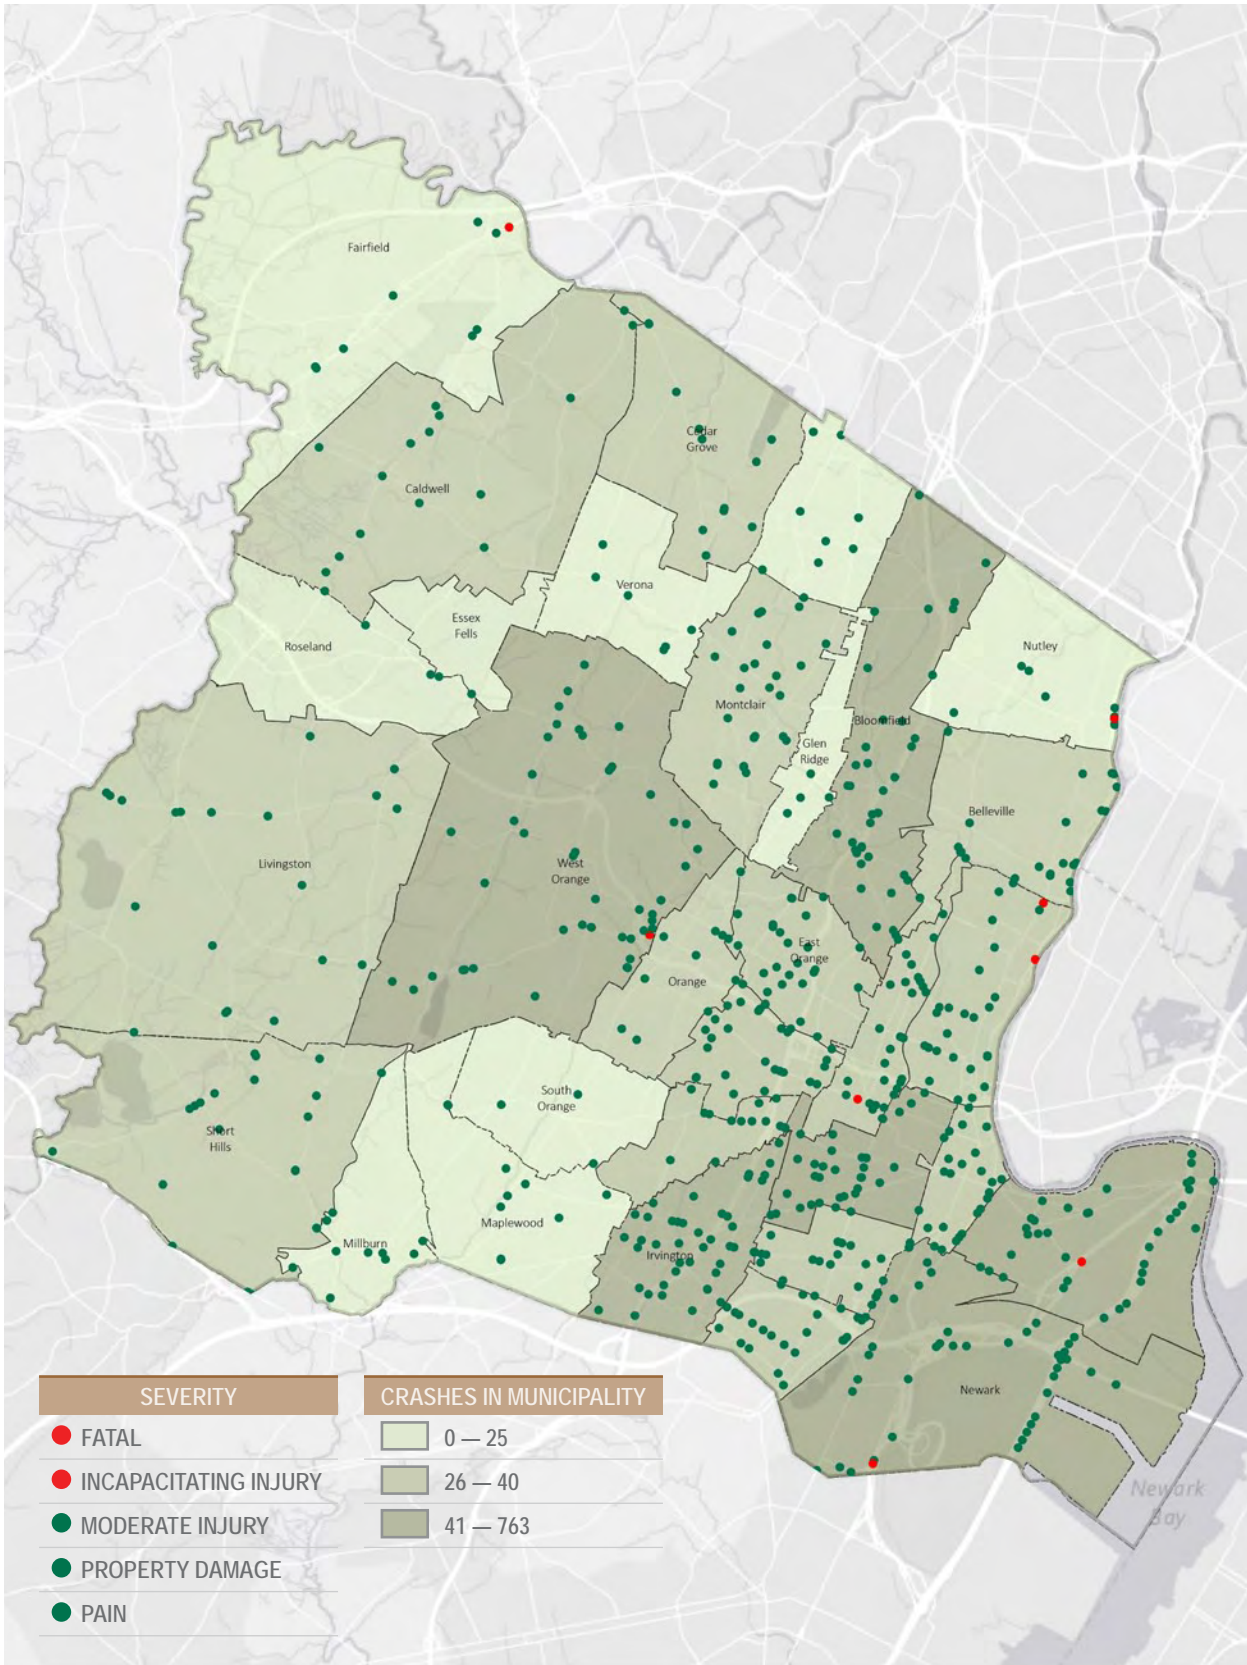 Fairfield
Cedar
Grove
Caldwell
Verona
Essex
Fells
Roseland
Nutley
Montclair
Bloomfield
Glen
Ridge
Belleville
Livingston
West
Orange
East
Orange
Orange
South
Orange
Short
Hills
Maplewood
Millburn
Irvington
Newark
Newark
Bay
SEVERITY
FATAL
INCAPACITATING INJURY
MODERATE INJURY
PROPERTY DAMAGE
PAIN
CRASHES IN MUNICIPALITY
0 — 25
26 — 40
41 — 763